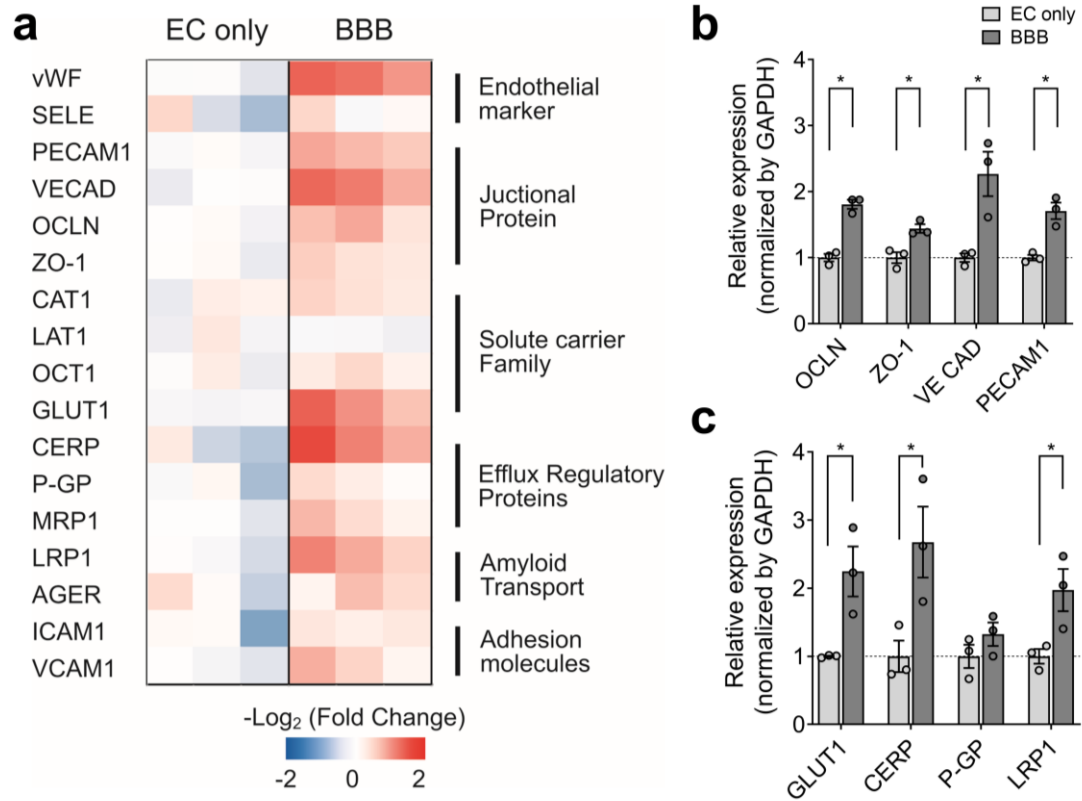 a
EC only BBB
vWF
SELE
PECAM1
VECAD
OCLN
ZO-1
CAT1
LAT1
OCT1
GLUT1
CERP
P-GP
MRP1
LRP1
AGER
ICAM1
VCAM1
Endothelial
marker
Juctional
Protein
Solute carrier
Family
Efflux Regulatory
Proteins
Amyloid
Transport
Adhesion
molecules
-Log₂ (Fold Change)
-2 0 2
b
EC only
BBB
Relative expression
(normalized by GAPDH)
4
3
2
1
0
* * * *
OCLN ZO-1 VE CAD PECAM1
c
Relative expression
(normalized by GAPDH)
4
3
2
1
0
* * *
GLUT1 CERP P-GP LRP1